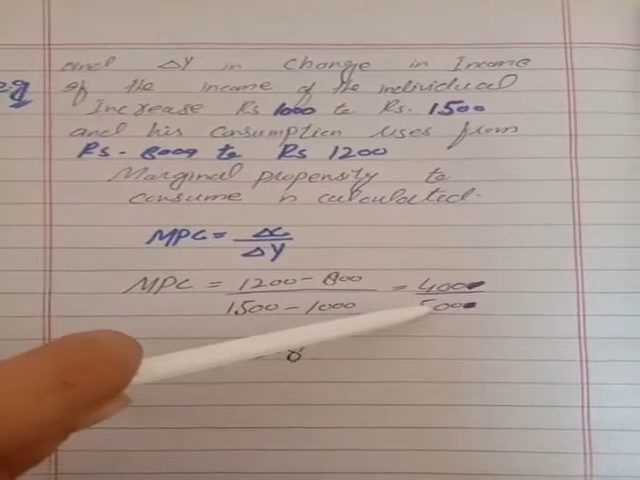 and ΔY in change in Income
e.g of the income of the individual
Increase Rs 1000 to Rs. 1500
and his consumption uses from
Rs. 800 to Rs 1200
Marginal propensity to
consume is calculated.
MPC = ΔC / ΔY
MPC = 1200 - 800 / 1500 - 1000 = 400 / 500
8